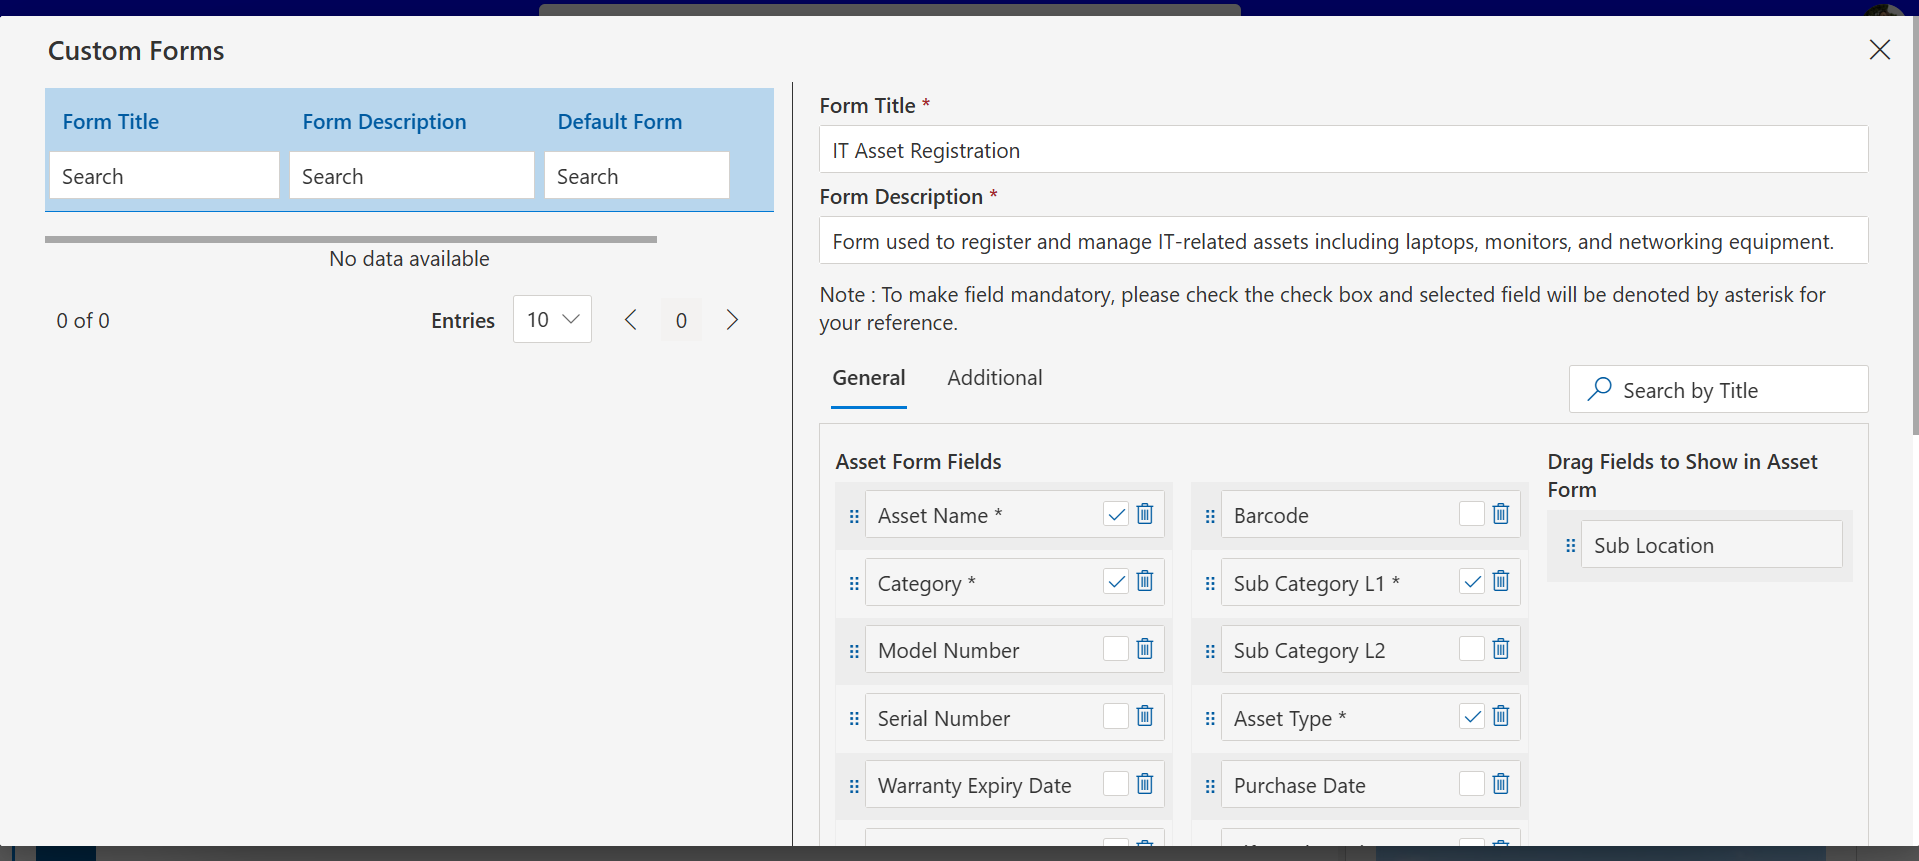 Custom Forms
Form Title
Form Description
Default Form
Search
Search
Search
No data available
0 of 0
Entries
10
0
Form Title *
IT Asset Registration
Form Description *
Form used to register and manage IT-related assets including laptops, monitors, and networking equipment.
Note : To make field mandatory, please check the check box and selected field will be denoted by asterisk for
your reference.
General
Additional
Search by Title
Asset Form Fields
Drag Fields to Show in Asset
Form
Asset Name *
Barcode
Sub Location
Category *
Sub Category L1 *
Model Number
Sub Category L2
Serial Number
Asset Type *
Warranty Expiry Date
Purchase Date